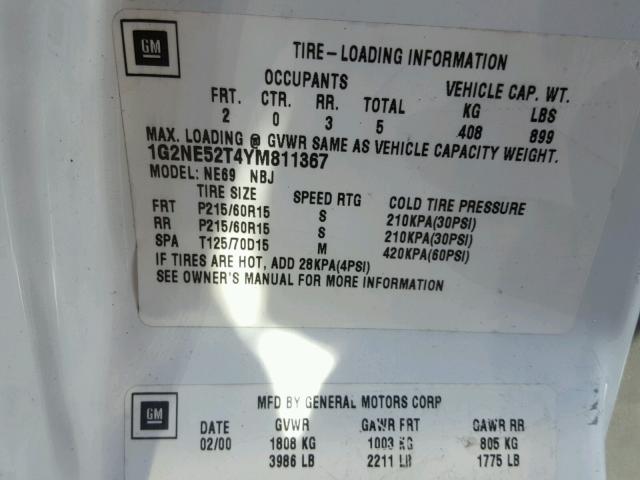 GM
TIRE-LOADING INFORMATION
OCCUPANTS VEHICLE CAP. WT.
FRT. CTR. RR. TOTAL KG LBS
2 0 3 5 408 899
MAX. LOADING @ GVWR SAME AS VEHICLE CAPACITY WEIGHT.
1G2NE52T4YM811367
MODEL: NE69 NBJ
TIRE SIZE SPEED RTG COLD TIRE PRESSURE
FRT P215/60R15 S 210KPA(30PSI)
RR P215/60R15 S 210KPA(30PSI)
SPA T125/70D15 M 420KPA(60PSI)
IF TIRES ARE HOT, ADD 28KPA(4PSI)
SEE OWNER'S MANUAL FOR MORE INFORMATION
GM
MFD BY GENERAL MOTORS CORP
DATE GVWR GAWR FRT GAWR RR
02/00 1808 KG 1003 KG 805 KG
3986 LB 2211 LB 1775 LB